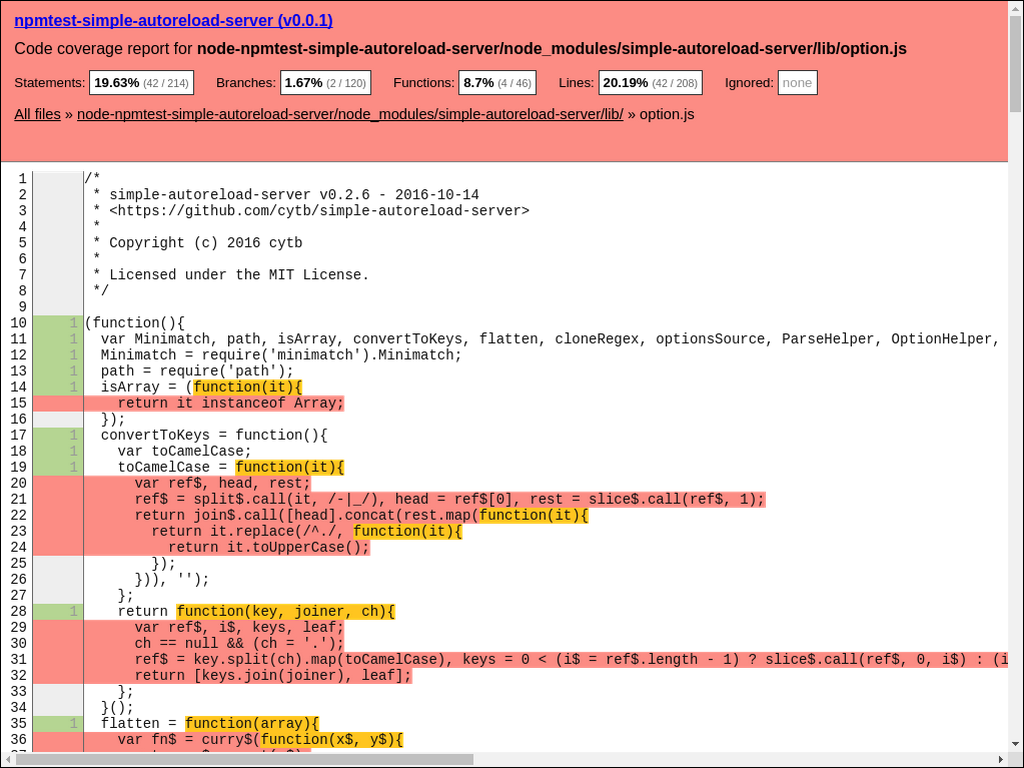 npmtest-simple-autoreload-server (v0.0.1)
Code coverage report for node-npmtest-simple-autoreload-server/node_modules/simple-autoreload-server/lib/option.js
Statements: 19.63% (42 / 214) Branches: 1.67% (2 / 120) Functions: 8.7% (4 / 46) Lines: 20.19% (42 / 208) Ignored: none
All files » node-npmtest-simple-autoreload-server/node_modules/simple-autoreload-server/lib/ » option.js
1 /*
2 * simple-autoreload-server v0.2.6 - 2016-10-14
3 * <https://github.com/cytb/simple-autoreload-server>
4 *
5 * Copyright (c) 2016 cytb
6 *
7 * Licensed under the MIT License.
8 */
9
10 1 (function(){
11 1 var Minimatch, path, isArray, convertToKeys, flatten, cloneRegex, optionsSource, ParseHelper, OptionHelper,
12 1 Minimatch = require('minimatch').Minimatch;
13 1 path = require('path');
14 1 isArray = (function(it){
15 return it instanceof Array;
16 });
17 1 convertToKeys = function(){
18 1 var toCamelCase;
19 1 toCamelCase = function(it){
20 var ref$, head, rest;
21 ref$ = split$.call(it, /-|_/), head = ref$[0], rest = slice$.call(ref$, 1);
22 return join$.call([head].concat(rest.map(function(it){
23 return it.replace(/^./, function(it){
24 return it.toUpperCase();
25 });
26 })), '');
27 };
28 1 return function(key, joiner, ch){
29 var ref$, i$, keys, leaf;
30 ch == null && (ch = '.');
31 ref$ = key.split(ch).map(toCamelCase), keys = 0 < (i$ = ref$.length - 1) ? slice$.call(ref$, 0, i$) : (i
32 return [keys.join(joiner), leaf];
33 };
34 }();
35 1 flatten = function(array){
36 var fn$ = curry$(function(x$, y$){